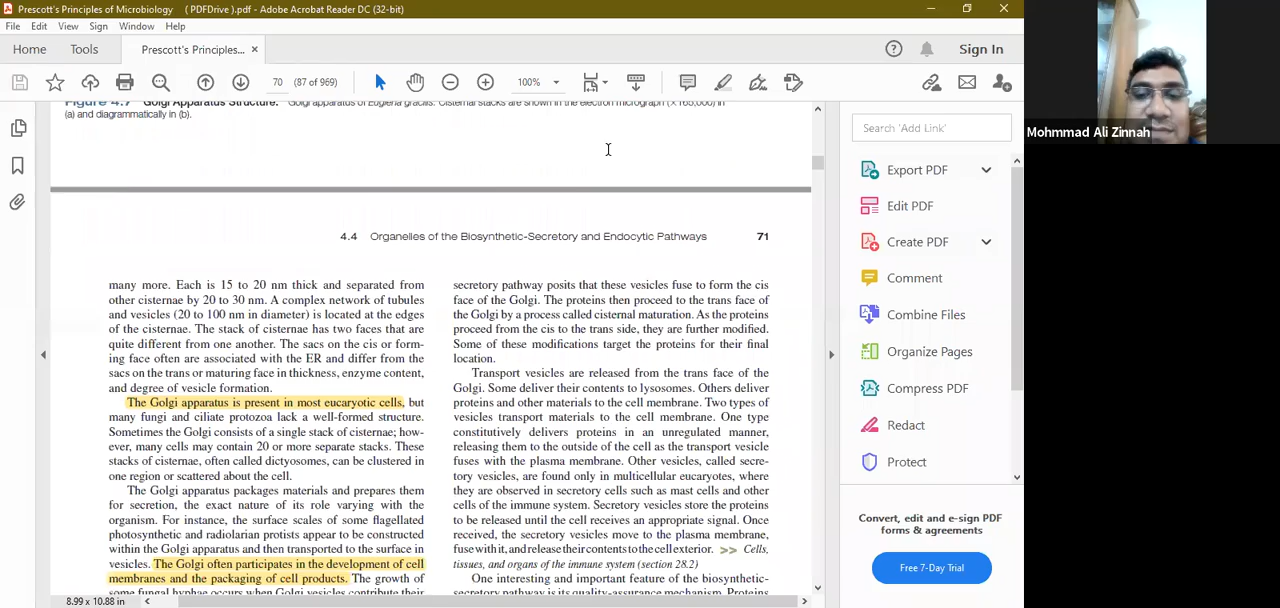 Prescott's Principles of Microbiology ( PDFDrive ).pdf - Adobe Acrobat Reader DC (32-bit)
File Edit View Sign Window Help
Home Tools Prescott's Principles... × Sign In
70 (87 of 969) 100%
Figure 4.7 Golgi Apparatus Structure. Golgi apparatus of Euglena gracilis. Cisternal stacks are shown in the electron micrograph (×165,000) in
(a) and diagrammatically in (b).
4.4 Organelles of the Biosynthetic-Secretory and Endocytic Pathways 71
many more. Each is 15 to 20 nm thick and separated from
other cisternae by 20 to 30 nm. A complex network of tubules
and vesicles (20 to 100 nm in diameter) is located at the edges
of the cisternae. The stack of cisternae has two faces that are
quite different from one another. The sacs on the cis or form-
ing face often are associated with the ER and differ from the
sacs on the trans or maturing face in thickness, enzyme content,
and degree of vesicle formation.
The Golgi apparatus is present in most eucaryotic cells, but
many fungi and ciliate protozoa lack a well-formed structure.
Sometimes the Golgi consists of a single stack of cisternae; how-
ever, many cells may contain 20 or more separate stacks. These
stacks of cisternae, often called dictyosomes, can be clustered in
one region or scattered about the cell.
The Golgi apparatus packages materials and prepares them
for secretion, the exact nature of its role varying with the
organism. For instance, the surface scales of some flagellated
photosynthetic and radiolarian protists appear to be constructed
within the Golgi apparatus and then transported to the surface in
vesicles. The Golgi often participates in the development of cell
membranes and the packaging of cell products. The growth of
some fungal hyphae occurs when Golgi vesicles contribute their
secretory pathway posits that these vesicles fuse to form the cis
face of the Golgi. The proteins then proceed to the trans face of
the Golgi by a process called cisternal maturation. As the proteins
proceed from the cis to the trans side, they are further modified.
Some of these modifications target the proteins for their final
location.
Transport vesicles are released from the trans face of the
Golgi. Some deliver their contents to lysosomes. Others deliver
proteins and other materials to the cell membrane. Two types of
vesicles transport materials to the cell membrane. One type
constitutively delivers proteins in an unregulated manner,
releasing them to the outside of the cell as the transport vesicle
fuses with the plasma membrane. Other vesicles, called secre-
tory vesicles, are found only in multicellular eucaryotes, where
they are observed in secretory cells such as mast cells and other
cells of the immune system. Secretory vesicles store the proteins
to be released until the cell receives an appropriate signal. Once
received, the secretory vesicles move to the plasma membrane,
fuse with it, and release their contents to the cell exterior. >> Cells,
tissues, and organs of the immune system (section 28.2)
One interesting and important feature of the biosynthetic-
secretory pathway is its quality-assurance mechanism. Proteins
8.99 x 10.88 in
Search 'Add Link'
Export PDF
Edit PDF
Create PDF
Comment
Combine Files
Organize Pages
Compress PDF
Redact
Protect
Convert, edit and e-sign PDF
forms & agreements
Free 7-Day Trial
Mohmmad Ali Zinnah